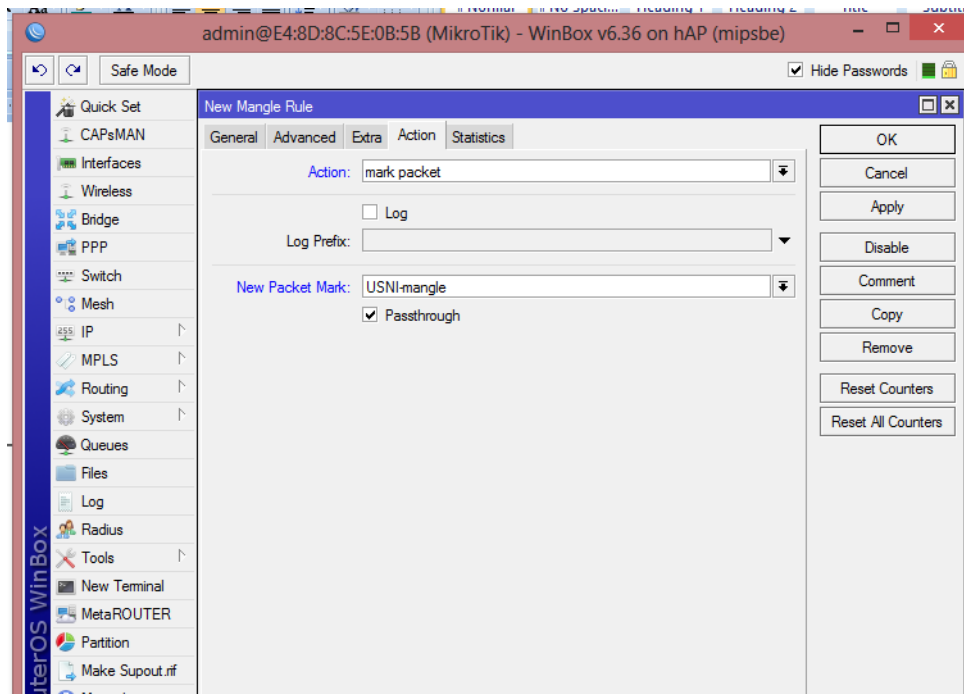 admin@E4:8D:8C:5E:0B:5B (MikroTik) - WinBox v6.36 on hAP (mipsbe)
Safe Mode
Hide Passwords
Quick Set
CAPsMAN
Interfaces
Wireless
Bridge
PPP
Switch
Mesh
IP
MPLS
Routing
System
Queues
Files
Log
Radius
Tools
New Terminal
MetaROUTER
Partition
Make Supout.rif
uterOS WinBox
New Mangle Rule
General Advanced Extra Action Statistics
Action: mark packet
Log
Log Prefix:
New Packet Mark: USNI-mangle
Passthrough
OK
Cancel
Apply
Disable
Comment
Copy
Remove
Reset Counters
Reset All Counters